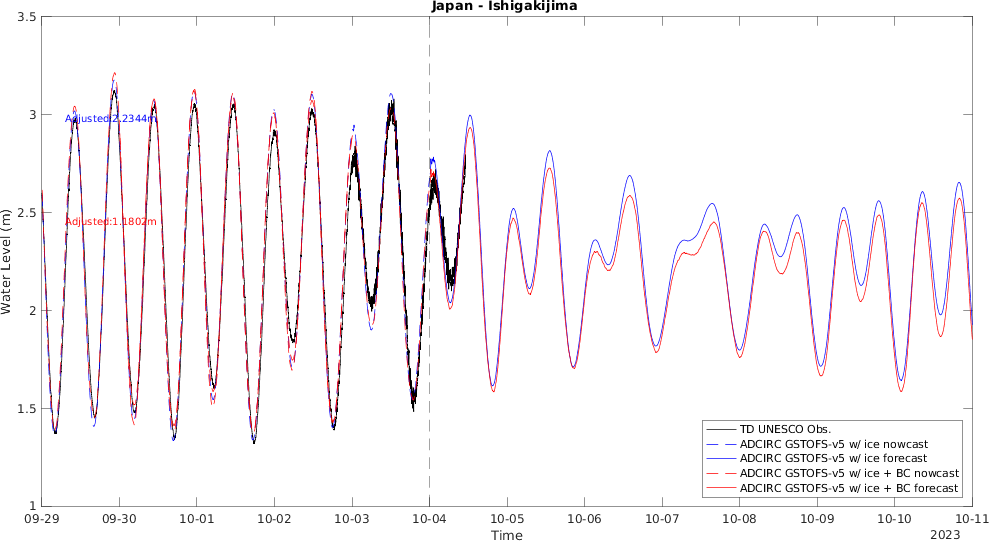 Japan - Ishigakijima
3.5
3
2.5
2
1.5
1
Water Level (m)
Adjusted:2.2344m
Adjusted:1.1802m
TD UNESCO Obs.
ADCIRC GSTOFS-v5 w/ ice nowcast
ADCIRC GSTOFS-v5 w/ ice forecast
ADCIRC GSTOFS-v5 w/ ice + BC nowcast
ADCIRC GSTOFS-v5 w/ ice + BC forecast
09-29 09-30 10-01 10-02 10-03 10-04 10-05 10-06 10-07 10-08 10-09 10-10 10-11
Time
2023